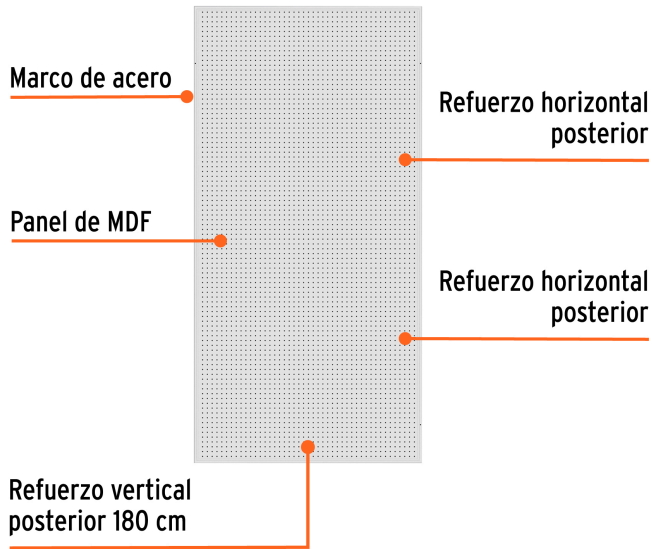 Marco de acero
Refuerzo horizontal
posterior
Panel de MDF
Refuerzo horizontal
posterior
Refuerzo vertical
posterior 180 cm